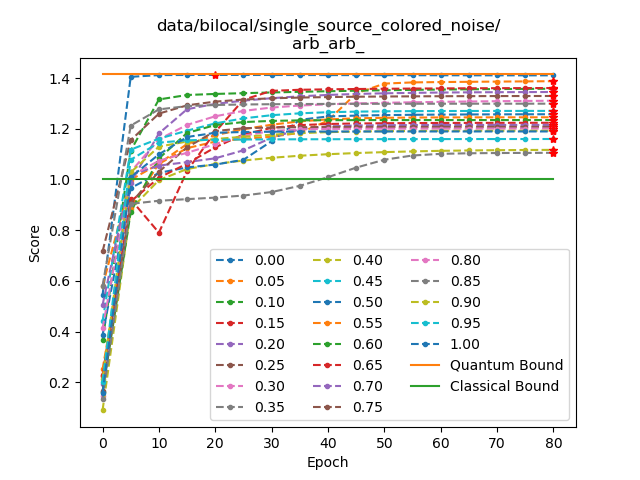 data/bilocal/single_source_colored_noise/
arb_arb_
Score
1.4
1.2
1.0
0.8
0.6
0.4
0.2
0 10 20 30 40 50 60 70 80
Epoch
0.00 0.40 0.80
0.05 0.45 0.85
0.10 0.50 0.90
0.15 0.55 0.95
0.20 0.60 1.00
0.25 0.65 Quantum Bound
0.30 0.70 Classical Bound
0.35 0.75